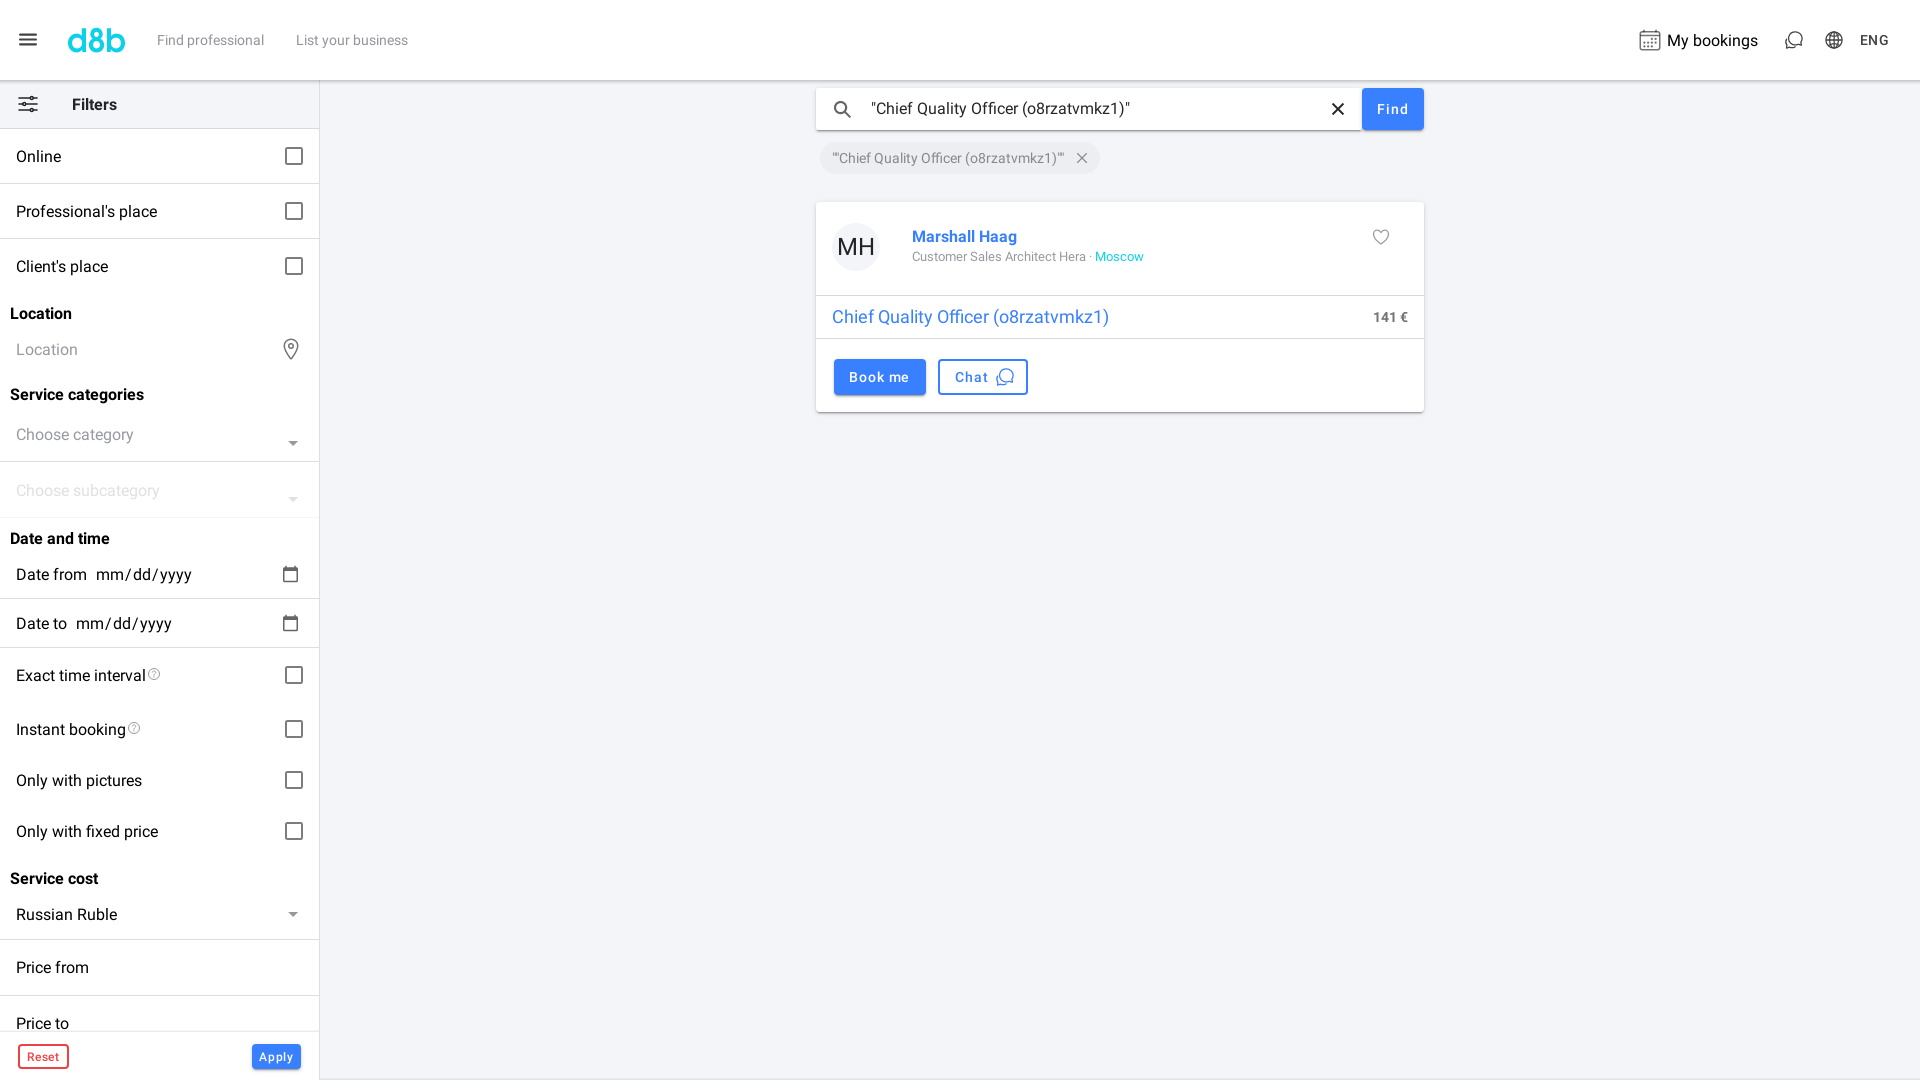 d8b
Find professional
List your business
My bookings
ENG
Filters
Online
Professional's place
Client's place
Location
Location
Service categories
Choose category
Choose subcategory
Date and time
Date from mm/dd/yyyy
Date to mm/dd/yyyy
Exact time interval
Instant booking
Only with pictures
Only with fixed price
Service cost
Russian Ruble
Price from
Price to
Reset
Apply
"Chief Quality Officer (o8rzatvmkz1)"
Find
""Chief Quality Officer (o8rzatvmkz1)""
MH
Marshall Haag
Customer Sales Architect Hera · Moscow
Chief Quality Officer (o8rzatvmkz1)
141 €
Book me
Chat